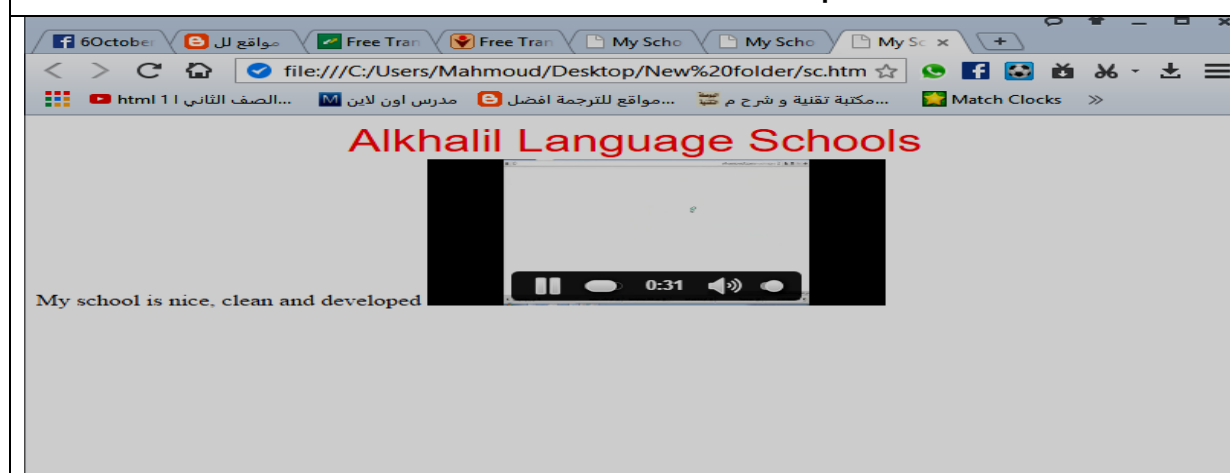 6October مواقع لل Free Tran Free Tran My Scho My Scho My Sc
file:///C:/Users/Mahmoud/Desktop/New%20folder/sc.htm
html 1 الصف الثاني ا... مدرس اون لاين مواقع للترجمة افضل... مكتبة تقنية و شرح م... Match Clocks
Alkhalil Language Schools
0:31
My school is nice, clean and developed